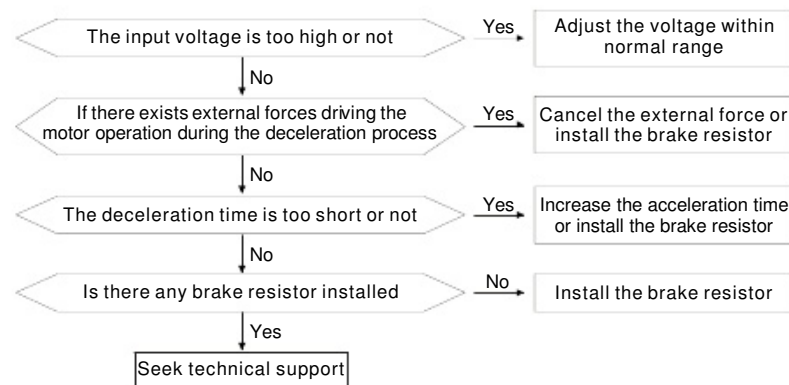 The input voltage is too high or not
Yes
Adjust the voltage within
normal range
No
If there exists external forces driving the
motor operation during the deceleration process
Yes
Cancel the external force or
install the brake resistor
No
The deceleration time is too short or not
Yes
Increase the acceleration time
or install the brake resistor
No
Is there any brake resistor installed
No
Install the brake resistor
Yes
Seek technical support